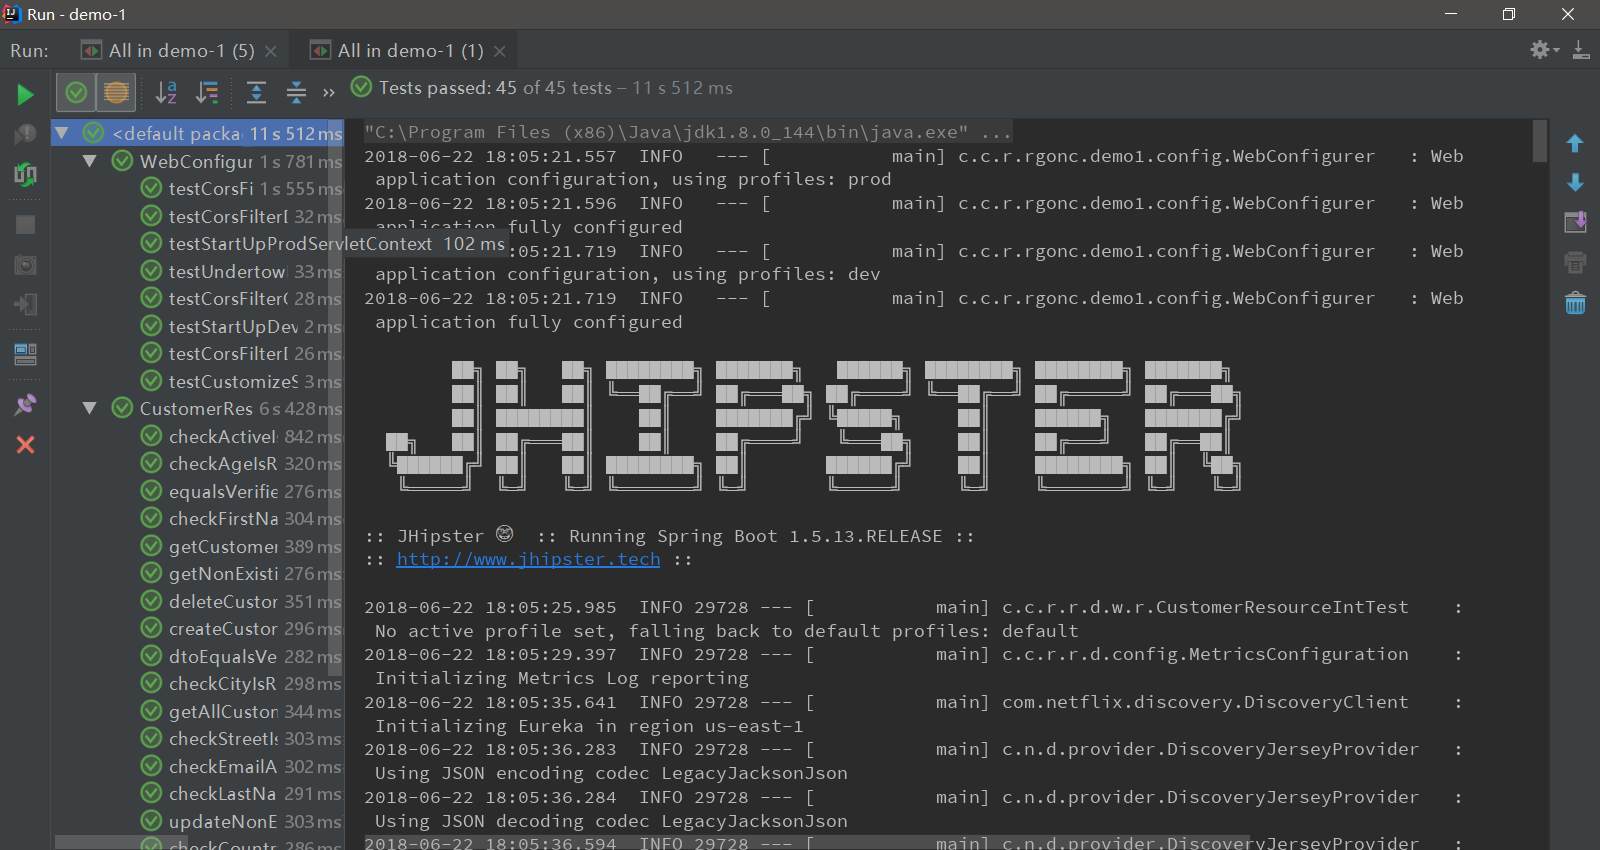 Run - demo-1
Run: All in demo-1 (5) All in demo-1 (1)
Tests passed: 45 of 45 tests – 11 s 512 ms
<default packa 11 s 512 ms
WebConfigur 1 s 781 ms
testCorsFi 1 s 555 ms
testCorsFilterD 32 ms
testStartUpProdServletContext 102 ms
testUndertow 33 ms
testCorsFilterO 28 ms
testStartUpDev 2 ms
testCorsFilterD 26 ms
testCustomizeS 3 ms
CustomerRes 6 s 428 ms
checkActiveI 842 ms
checkAgeIsR 320 ms
equalsVerifie 276 ms
checkFirstNa 304 ms
getCustomer 389 ms
getNonExisti 276 ms
deleteCustor 351 ms
createCustor 296 ms
dtoEqualsVe 282 ms
checkCityIsR 298 ms
getAllCustor 344 ms
checkStreetIs 303 ms
checkEmailA 302 ms
checkLastNa 291 ms
updateNonE 303 ms
checkCountr 286 ms
"C:\Program Files (x86)\Java\jdk1.8.0_144\bin\java.exe" ...
2018-06-22 18:05:21.557 INFO --- [ main] c.c.r.rgonc.demo1.config.WebConfigurer : Web
application configuration, using profiles: prod
2018-06-22 18:05:21.596 INFO --- [ main] c.c.r.rgonc.demo1.config.WebConfigurer : Web
application fully configured
:05:21.719 INFO --- [ main] c.c.r.rgonc.demo1.config.WebConfigurer : Web
application configuration, using profiles: dev
2018-06-22 18:05:21.719 INFO --- [ main] c.c.r.rgonc.demo1.config.WebConfigurer : Web
application fully configured
JHIPSTER
:: JHipster 🤓 :: Running Spring Boot 1.5.13.RELEASE ::
:: http://www.jhipster.tech ::
2018-06-22 18:05:25.985 INFO 29728 --- [ main] c.c.r.r.d.w.r.CustomerResourceIntTest :
No active profile set, falling back to default profiles: default
2018-06-22 18:05:29.397 INFO 29728 --- [ main] c.c.r.r.d.config.MetricsConfiguration :
Initializing Metrics Log reporting
2018-06-22 18:05:35.641 INFO 29728 --- [ main] com.netflix.discovery.DiscoveryClient :
Initializing Eureka in region us-east-1
2018-06-22 18:05:36.283 INFO 29728 --- [ main] c.n.d.provider.DiscoveryJerseyProvider :
Using JSON encoding codec LegacyJacksonJson
2018-06-22 18:05:36.284 INFO 29728 --- [ main] c.n.d.provider.DiscoveryJerseyProvider :
Using JSON decoding codec LegacyJacksonJson
2018-06-22 18:05:36.594 INFO 29728 --- [ main] c.n.d.provider.DiscoveryJerseyProvider :